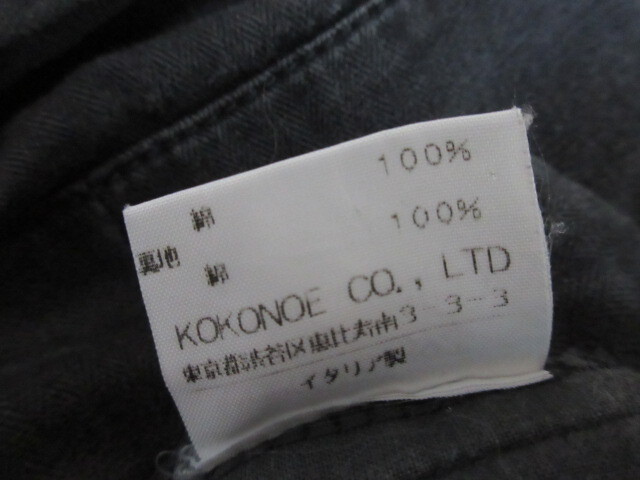 綿 100%
裏地 綿 100%
KOKONOE CO., LTD
東京都渋谷区恵比寿南3-3-3
イタリア製